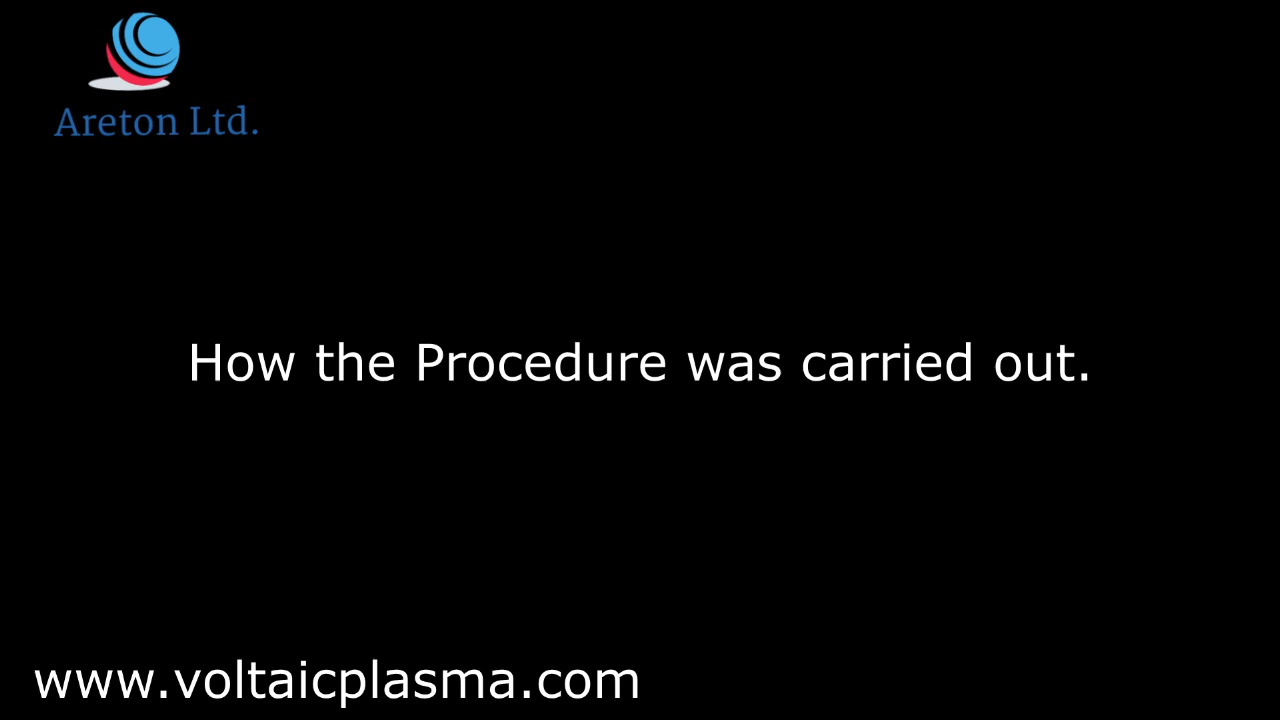 Areton Ltd.
How the Procedure was carried out.
www.voltaicplasma.com